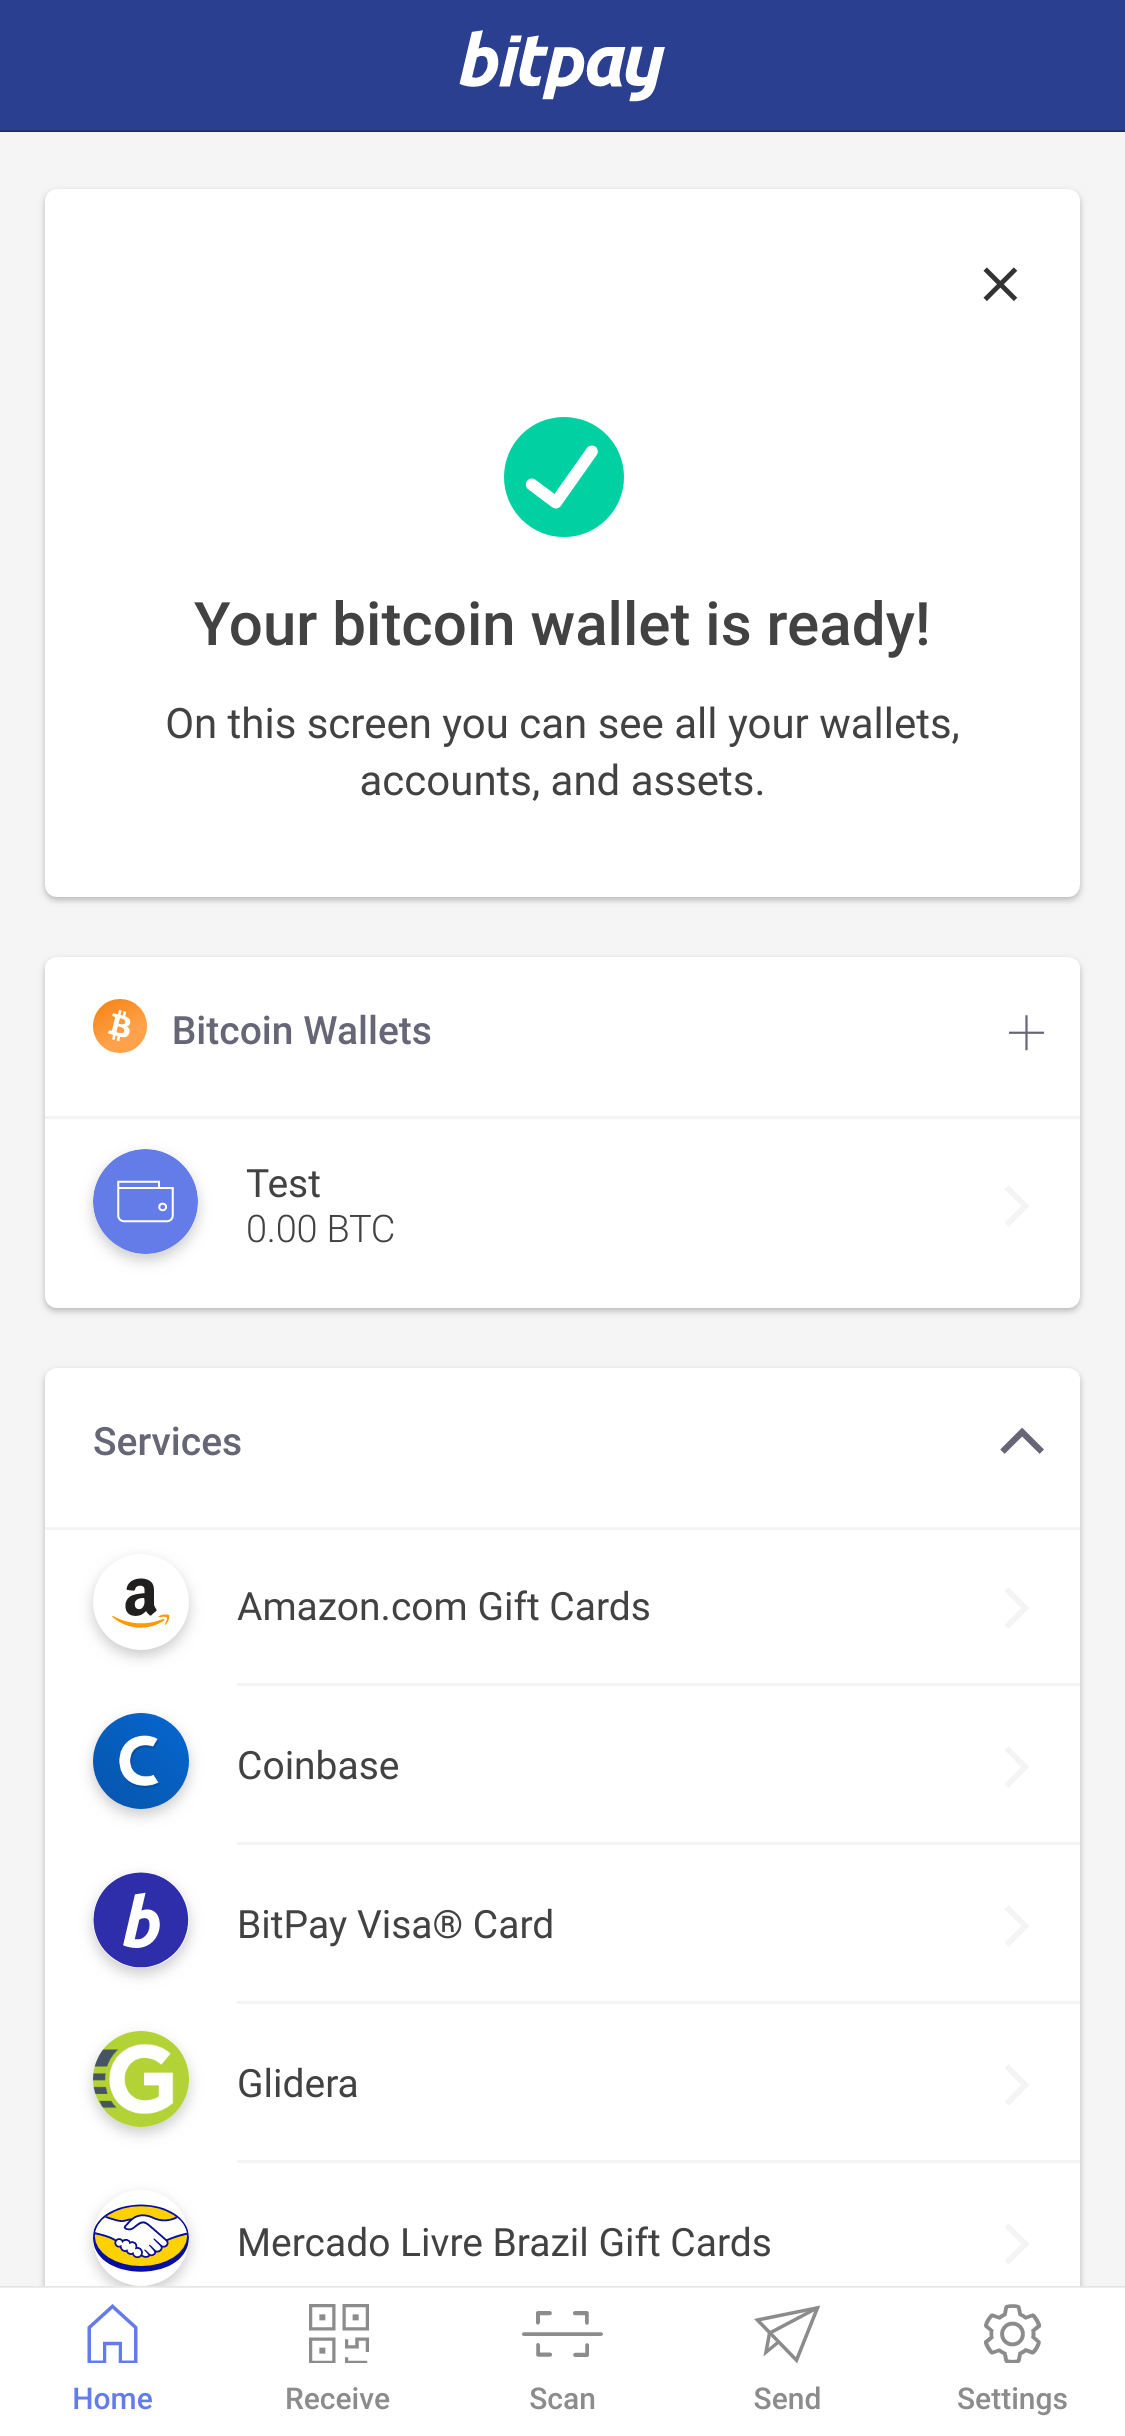 bitpay
Your bitcoin wallet is ready!
On this screen you can see all your wallets,
accounts, and assets.
Bitcoin Wallets
Test
0.00 BTC
Services
Amazon.com Gift Cards
Coinbase
BitPay Visa® Card
Glidera
Mercado Livre Brazil Gift Cards
Home
Receive
Scan
Send
Settings